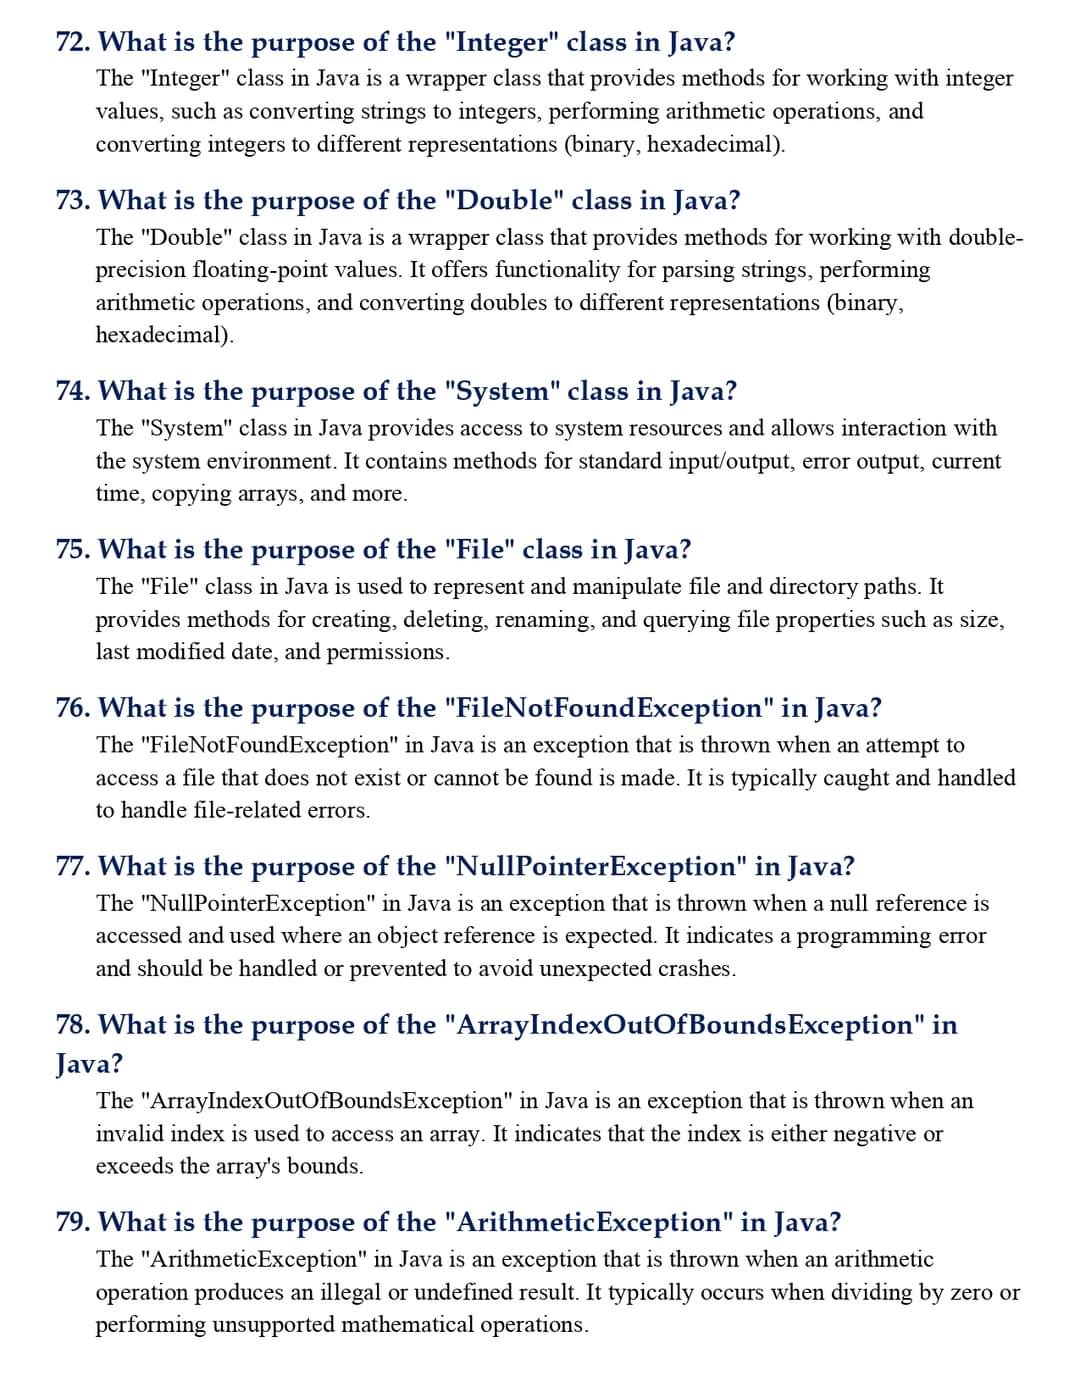 72. What is the purpose of the "Integer" class in Java?
The "Integer" class in Java is a wrapper class that provides methods for working with integer
values, such as converting strings to integers, performing arithmetic operations, and
converting integers to different representations (binary, hexadecimal).
73. What is the purpose of the "Double" class in Java?
The "Double" class in Java is a wrapper class that provides methods for working with double-
precision floating-point values. It offers functionality for parsing strings, performing
arithmetic operations, and converting doubles to different representations (binary,
hexadecimal).
74. What is the purpose of the "System" class in Java?
The "System" class in Java provides access to system resources and allows interaction with
the system environment. It contains methods for standard input/output, error output, current
time, copying arrays, and more.
75. What is the purpose of the "File" class in Java?
The "File" class in Java is used to represent and manipulate file and directory paths. It
provides methods for creating, deleting, renaming, and querying file properties such as size,
last modified date, and permissions.
76. What is the purpose of the "FileNotFoundException" in Java?
The "FileNotFoundException" in Java is an exception that is thrown when an attempt to
access a file that does not exist or cannot be found is made. It is typically caught and handled
to handle file-related errors.
77. What is the purpose of the "NullPointerException" in Java?
The "NullPointerException" in Java is an exception that is thrown when a null reference is
accessed and used where an object reference is expected. It indicates a programming error
and should be handled or prevented to avoid unexpected crashes.
78. What is the purpose of the "ArrayIndexOutOfBoundsException" in
Java?
The "ArrayIndexOutOfBoundsException" in Java is an exception that is thrown when an
invalid index is used to access an array. It indicates that the index is either negative or
exceeds the array's bounds.
79. What is the purpose of the "ArithmeticException" in Java?
The "ArithmeticException" in Java is an exception that is thrown when an arithmetic
operation produces an illegal or undefined result. It typically occurs when dividing by zero or
performing unsupported mathematical operations.